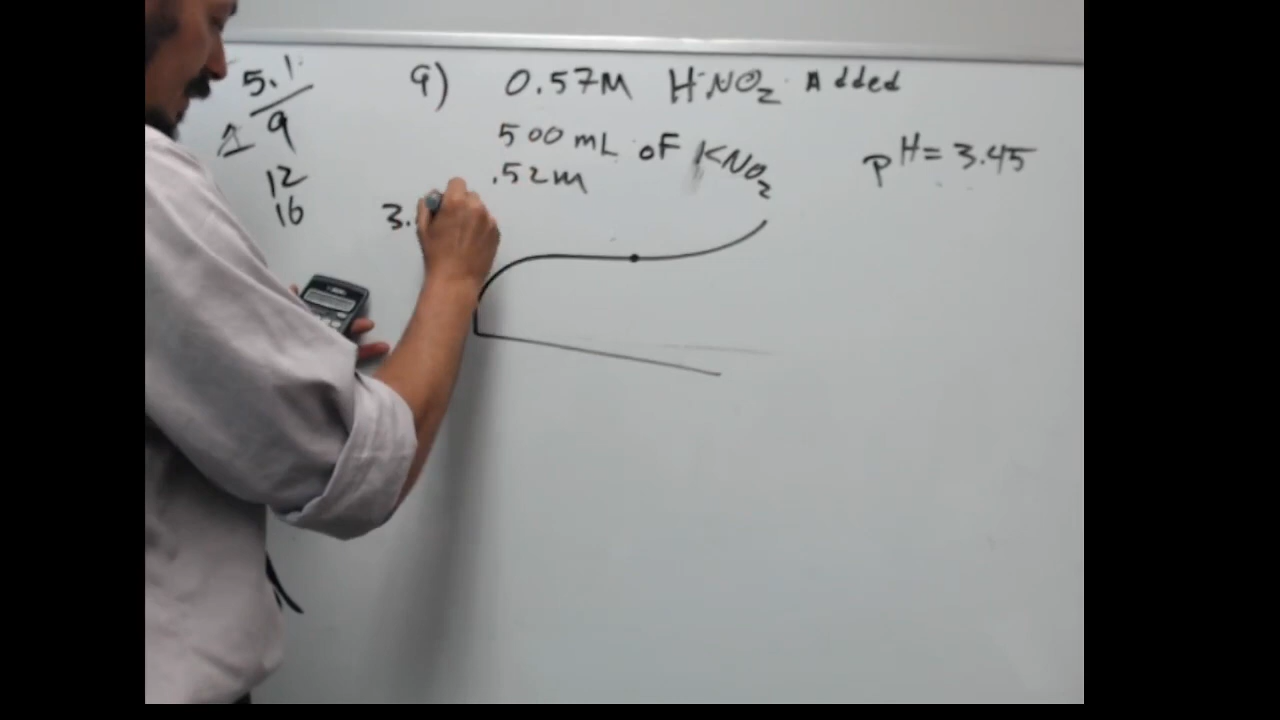 5.1
9
12
16
9) 0.57M HNO2 Added
500 mL of KNO2
.52m
pH= 3.45
3.